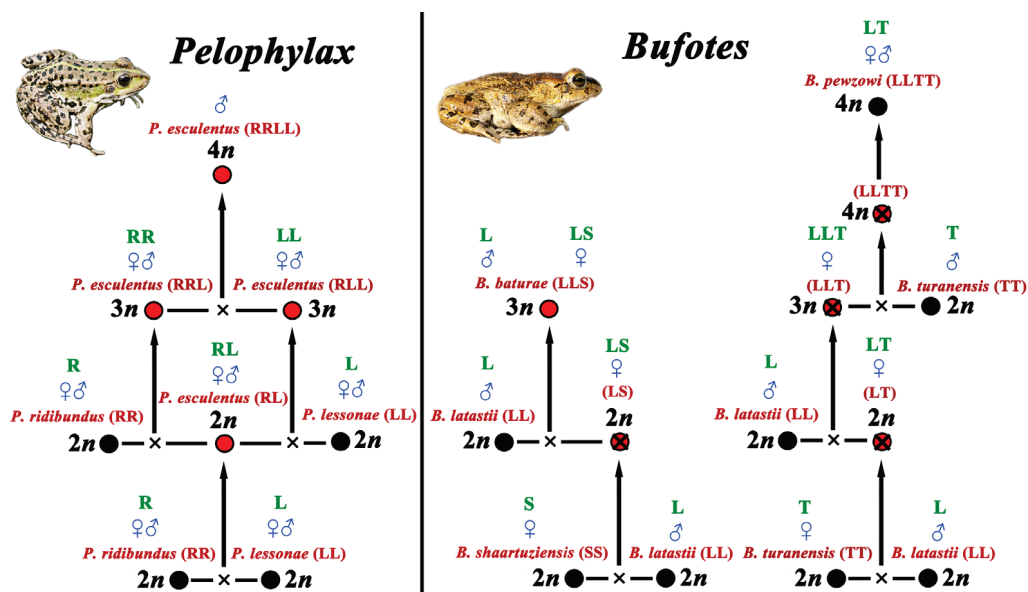 Pelophylax
♂
P. esculentus (RRLL)
4n
RR
♀♂
P. esculentus (RRL)
3n
LL
♀♂
P. esculentus (RLL)
3n
×
R
♀♂
P. ridibundus (RR)
2n
RL
♀♂
P. esculentus (RL)
2n
L
♀♂
P. lessonae (LL)
2n
×
×
R
♀♂
P. ridibundus (RR)
2n
L
♀♂
P. lessonae (LL)
2n
×
Bufotes
L
♂
LS
♀
B. baturae (LLS)
3n
L
♂
B. latastii (LL)
2n
LS
♀
(LS)
2n
×
S
♀
B. shaartuziensis (SS)
2n
L
♂
B. latastii (LL)
2n
×
LT
♀♂
B. pewzowi (LLTT)
4n
(LLTT)
4n
LLT
♀
(LLT)
3n
T
♂
B. turanensis (TT)
2n
×
L
♂
B. latastii (LL)
2n
LT
♀
(LT)
2n
×
T
♀
B. turanensis (TT)
2n
L
♂
B. latastii (LL)
2n
×